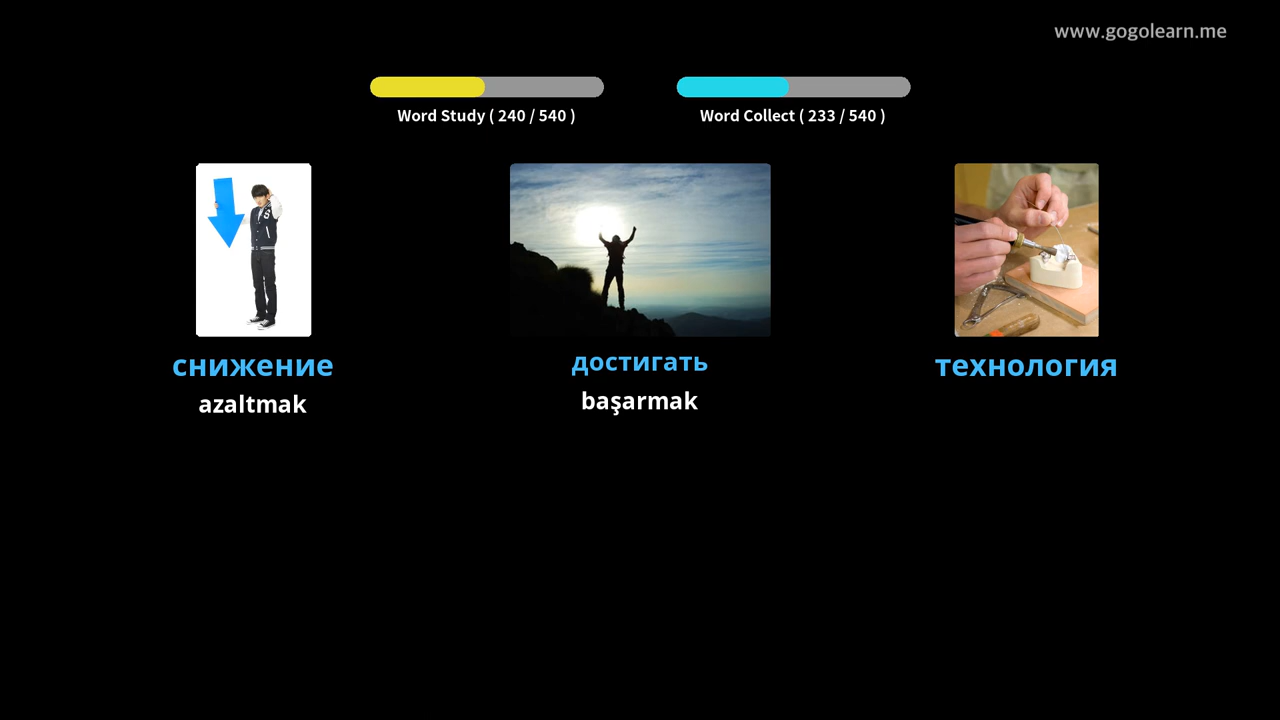 www.gogolearn.me
Word Study ( 240 / 540 )
Word Collect ( 233 / 540 )
снижение
azaltmak
достигать
başarmak
технология